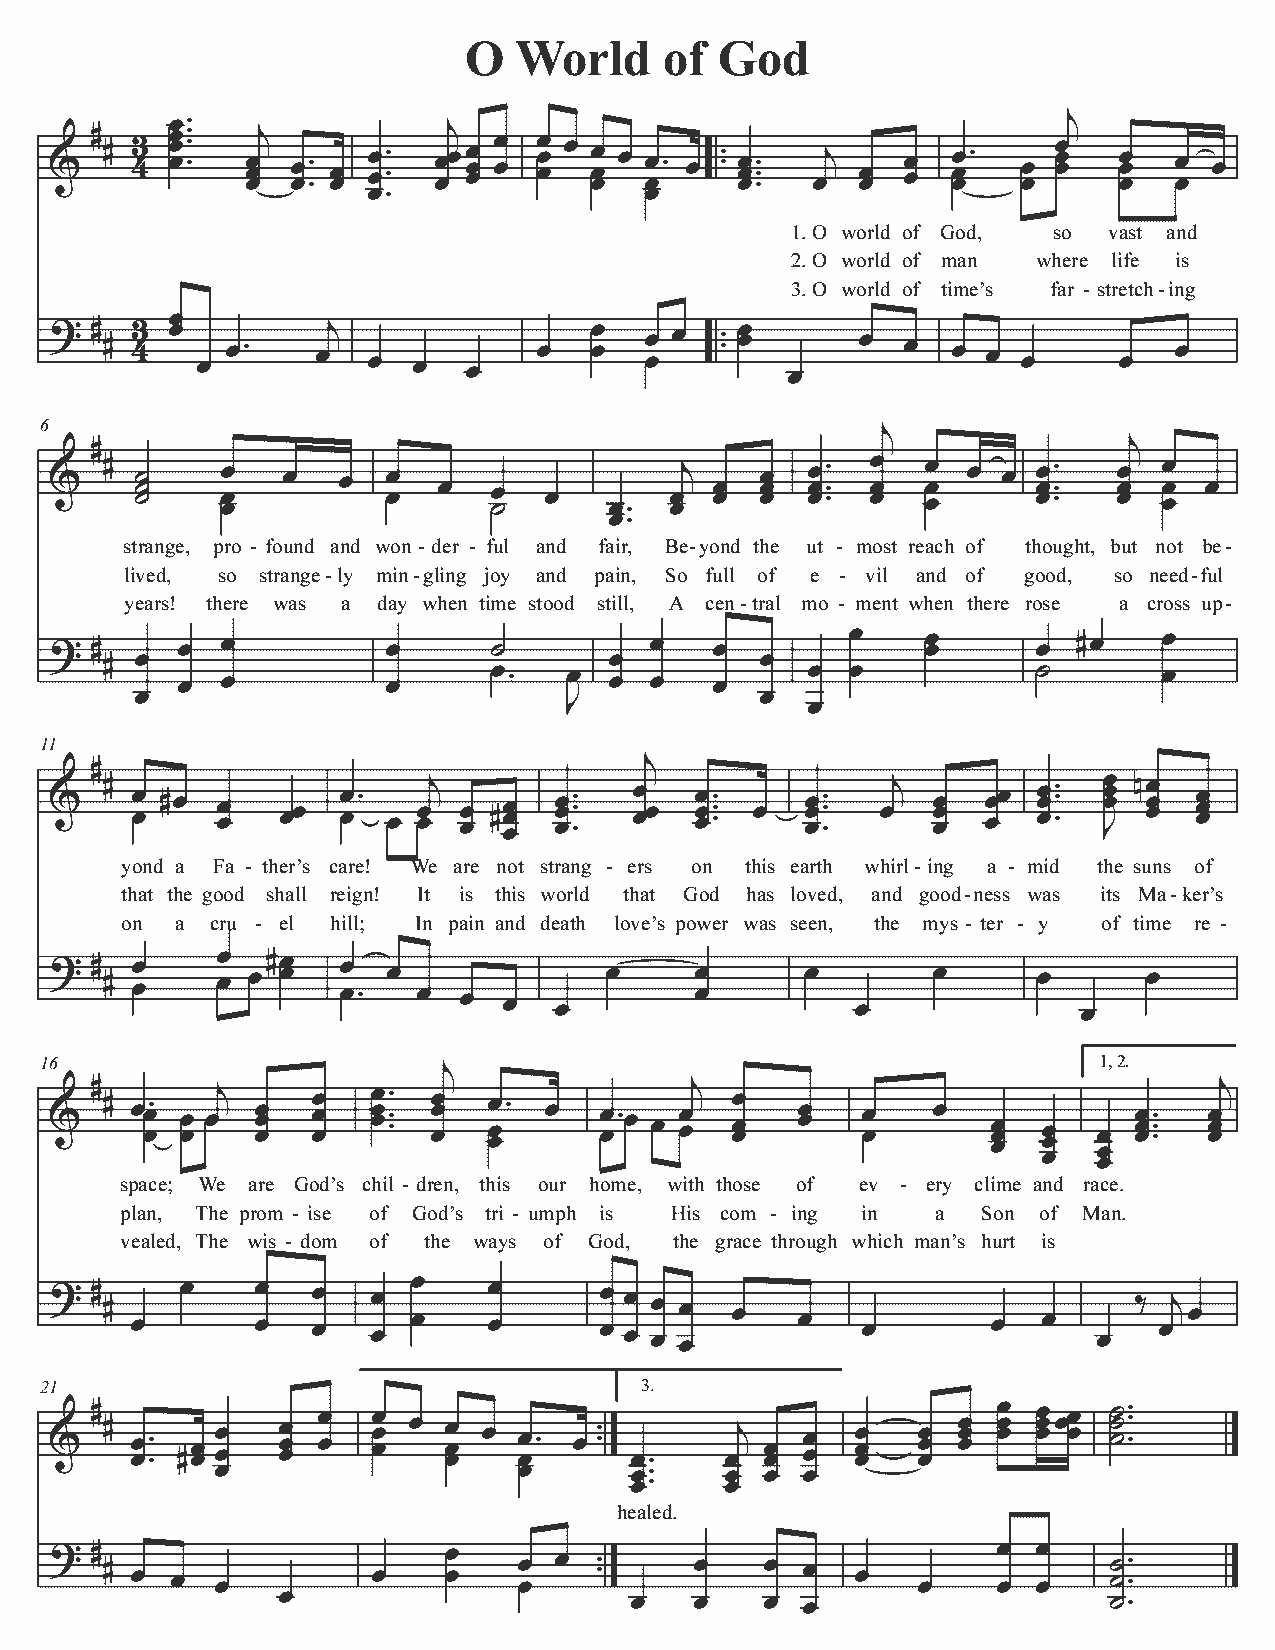 O World of God
1. O world of God, so vast and
2. O world of man where life is
3. O world of time's far - stretch - ing
6
strange, pro - found and won - der - ful and fair, Be - yond the ut - most reach of thought, but not be -
lived, so strange - ly min - gling joy and pain, So full of e - vil and of good, so need - ful
years! there was a day when time stood still, A cen - tral mo - ment when there rose a cross up -
11
yond a Fa - ther's care! We are not strang - ers on this earth whirl - ing a - mid the suns of
that the good shall reign! It is this world that God has loved, and good - ness was its Ma - ker's
on a cru - el hill; In pain and death love's power was seen, the mys - ter - y of time re -
16
1, 2.
space; We are God's chil - dren, this our home, with those of ev - ery clime and race.
plan, The prom - ise of God's tri - umph is His com - ing in a Son of Man.
vealed, The wis - dom of the ways of God, the grace through which man's hurt is
21
3.
healed.